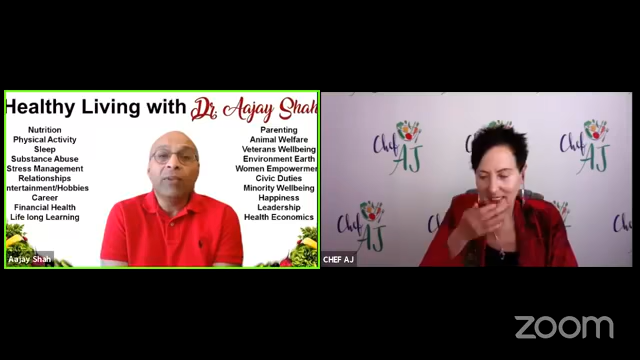 Healthy Living with Dr. Aajay Shah
Nutrition
Physical Activity
Sleep
Substance Abuse
Stress Management
Relationships
ntertainment/Hobbies
Career
Financial Health
Life long Learning
Parenting
Animal Welfare
Veterans Wellbeing
Environment Earth
Women Empowermen
Civic Duties
Minority Wellbeing
Happiness
Leadership
Health Economics
Aajay Shah
Chef
AJ
Chef
AJ
Chef
AJ
Chef
CHEF AJ
zoom